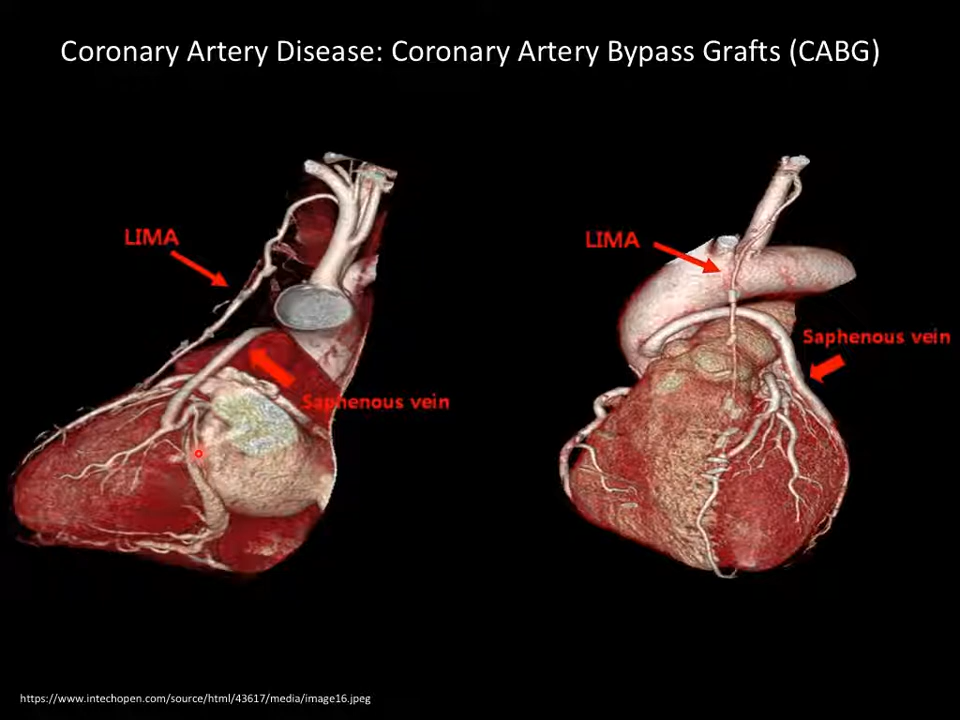 Coronary Artery Disease: Coronary Artery Bypass Grafts (CABG)
LIMA
LIMA
Saphenous vein
Saphenous vein
https://www.intechopen.com/source/html/43617/media/image16.jpeg